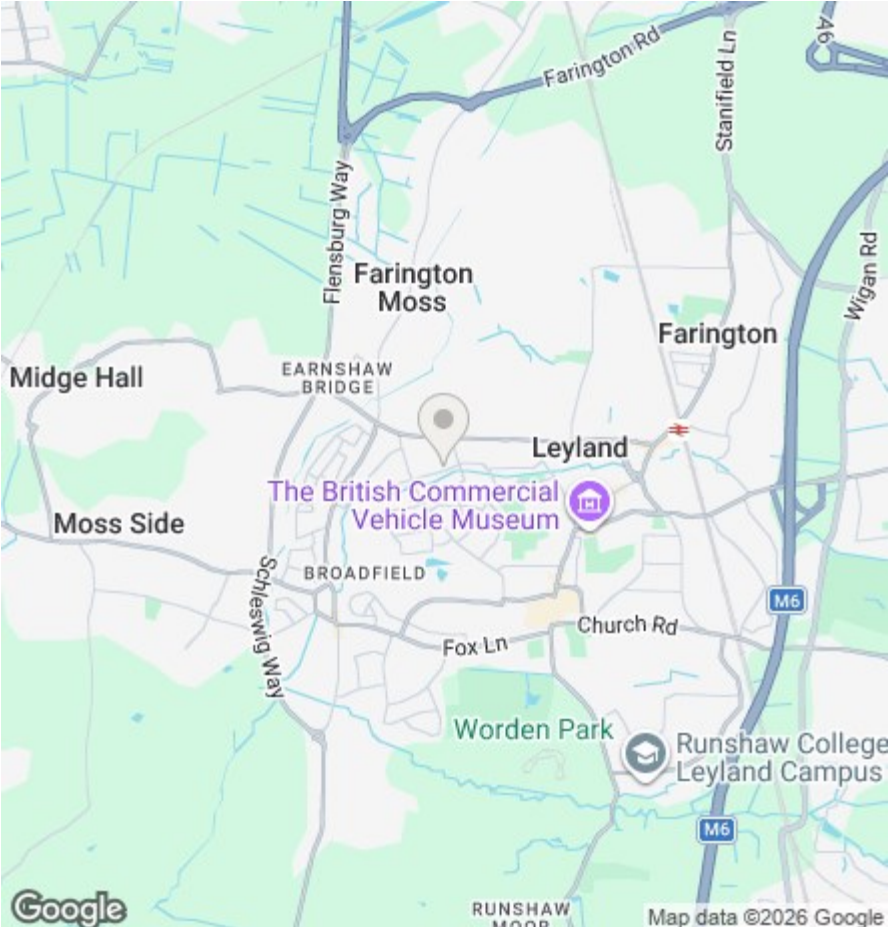 A6
Farington Rd
Stanifield Ln
Flensburg Way
Wigan Rd
Farington
Moss
Farington
EARNSHAW
BRIDGE
Midge Hall
Leyland
The British Commercial
Vehicle Museum
Moss Side
BROADFIELD
Schleswig Way
M6
Church Rd
Fox Ln
Worden Park
Runshaw College
Leyland Campus
M6
RUNSHAW
MOOR
Google
Map data ©2026 Google